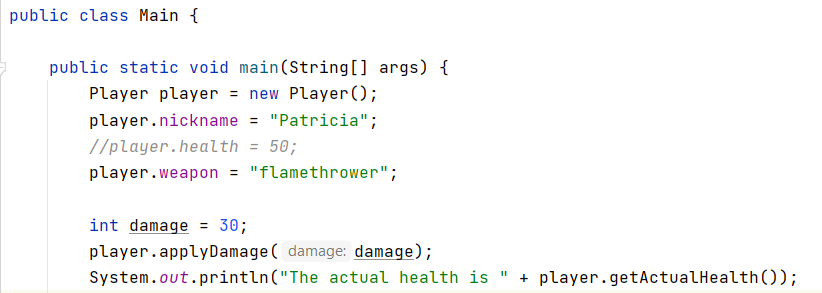 public class Main {
public static void main(String[] args) {
Player player = new Player();
player.nickname = "Patricia";
//player.health = 50;
player.weapon = "flamethrower";
int damage = 30;
player.applyDamage( damage: damage);
System.out.println("The actual health is " + player.getActualHealth());